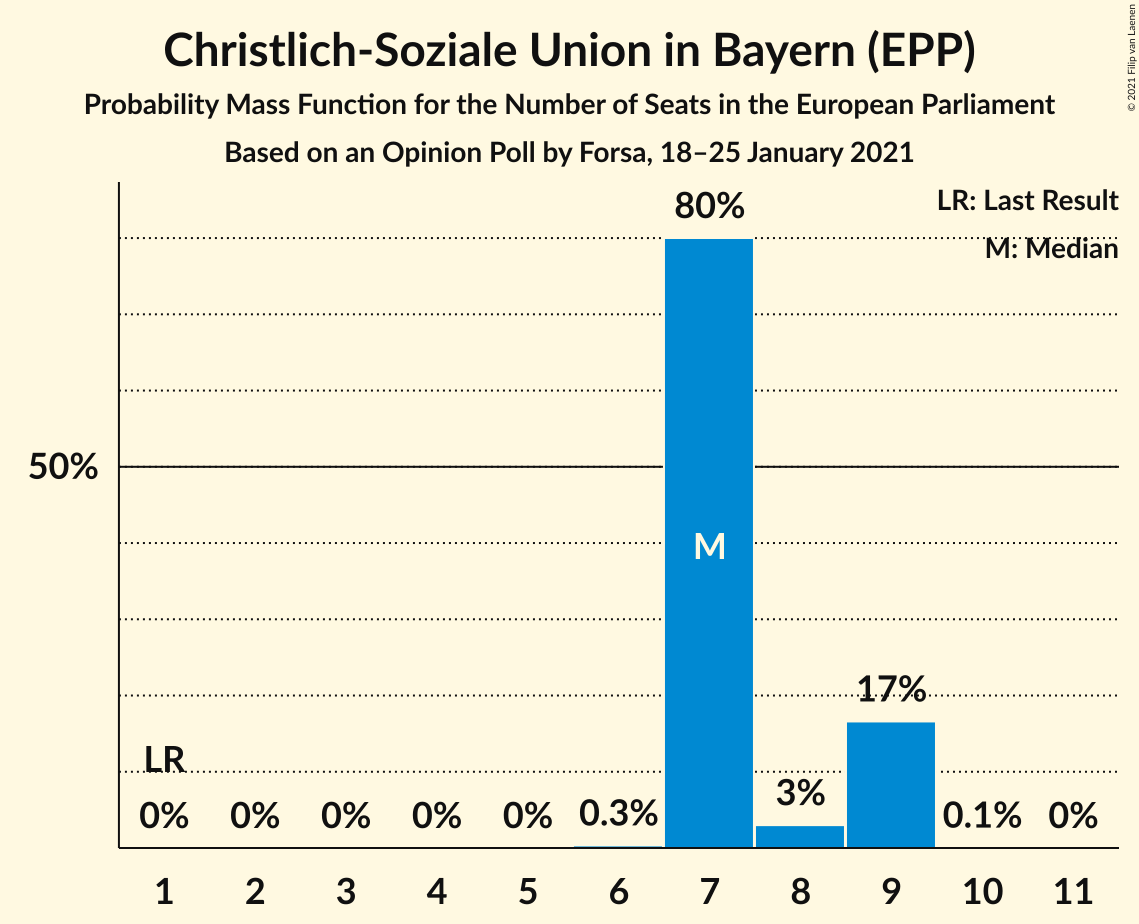 Christlich-Soziale Union in Bayern (EPP)
Probability Mass Function for the Number of Seats in the European Parliament
Based on an Opinion Poll by Forsa, 18–25 January 2021
© 2021 Filip van Laenen
LR: Last Result
M: Median
80%
50%
M
17%
LR
3%
0% 0% 0% 0% 0% 0.3% 0.1% 0%
1 2 3 4 5 6 7 8 9 10 11